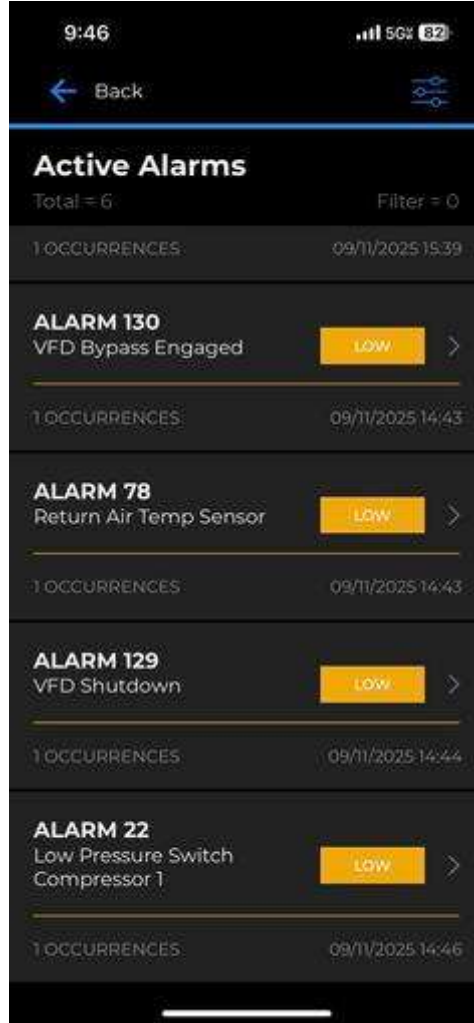 9:46
5G 82
Back
Active Alarms
Total = 6 Filter = 0
1 OCCURRENCES 09/11/2025 15:39
ALARM 130
VFD Bypass Engaged
LOW
1 OCCURRENCES 09/11/2025 14:43
ALARM 78
Return Air Temp Sensor
LOW
1 OCCURRENCES 09/11/2025 14:43
ALARM 129
VFD Shutdown
LOW
1 OCCURRENCES 09/11/2025 14:44
ALARM 22
Low Pressure Switch
Compressor 1
LOW
1 OCCURRENCES 09/11/2025 14:46